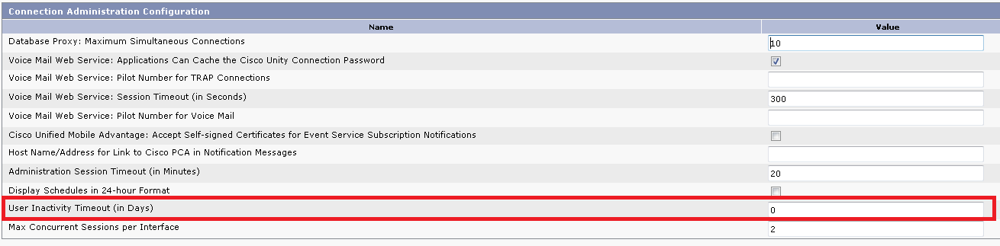 Connection Administration Configuration
Name Value
Database Proxy: Maximum Simultaneous Connections 10
Voice Mail Web Service: Applications Can Cache the Cisco Unity Connection Password
Voice Mail Web Service: Pilot Number for TRAP Connections
Voice Mail Web Service: Session Timeout (in Seconds) 300
Voice Mail Web Service: Pilot Number for Voice Mail
Cisco Unified Mobile Advantage: Accept Self-signed Certificates for Event Service Subscription Notifications
Host Name/Address for Link to Cisco PCA in Notification Messages
Administration Session Timeout (in Minutes) 20
Display Schedules in 24-hour Format
User Inactivity Timeout (in Days) 0
Max Concurrent Sessions per Interface 2